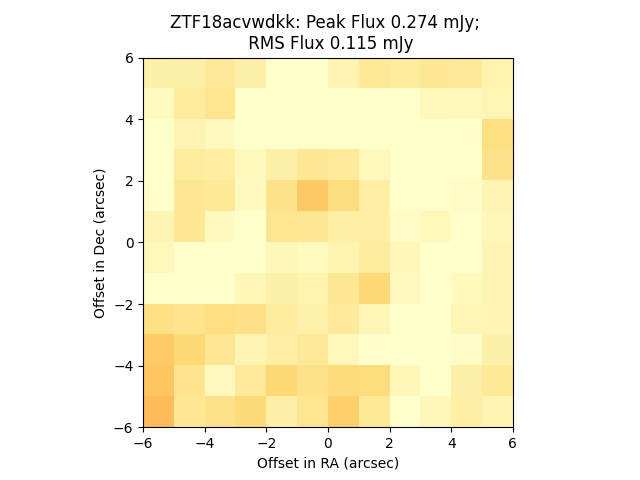 ZTF18acvwdkk: Peak Flux 0.274 mJy;
RMS Flux 0.115 mJy
6
4
2
0
−2
−4
−6
Offset in Dec (arcsec)
−6 −4 −2 0 2 4 6
Offset in RA (arcsec)